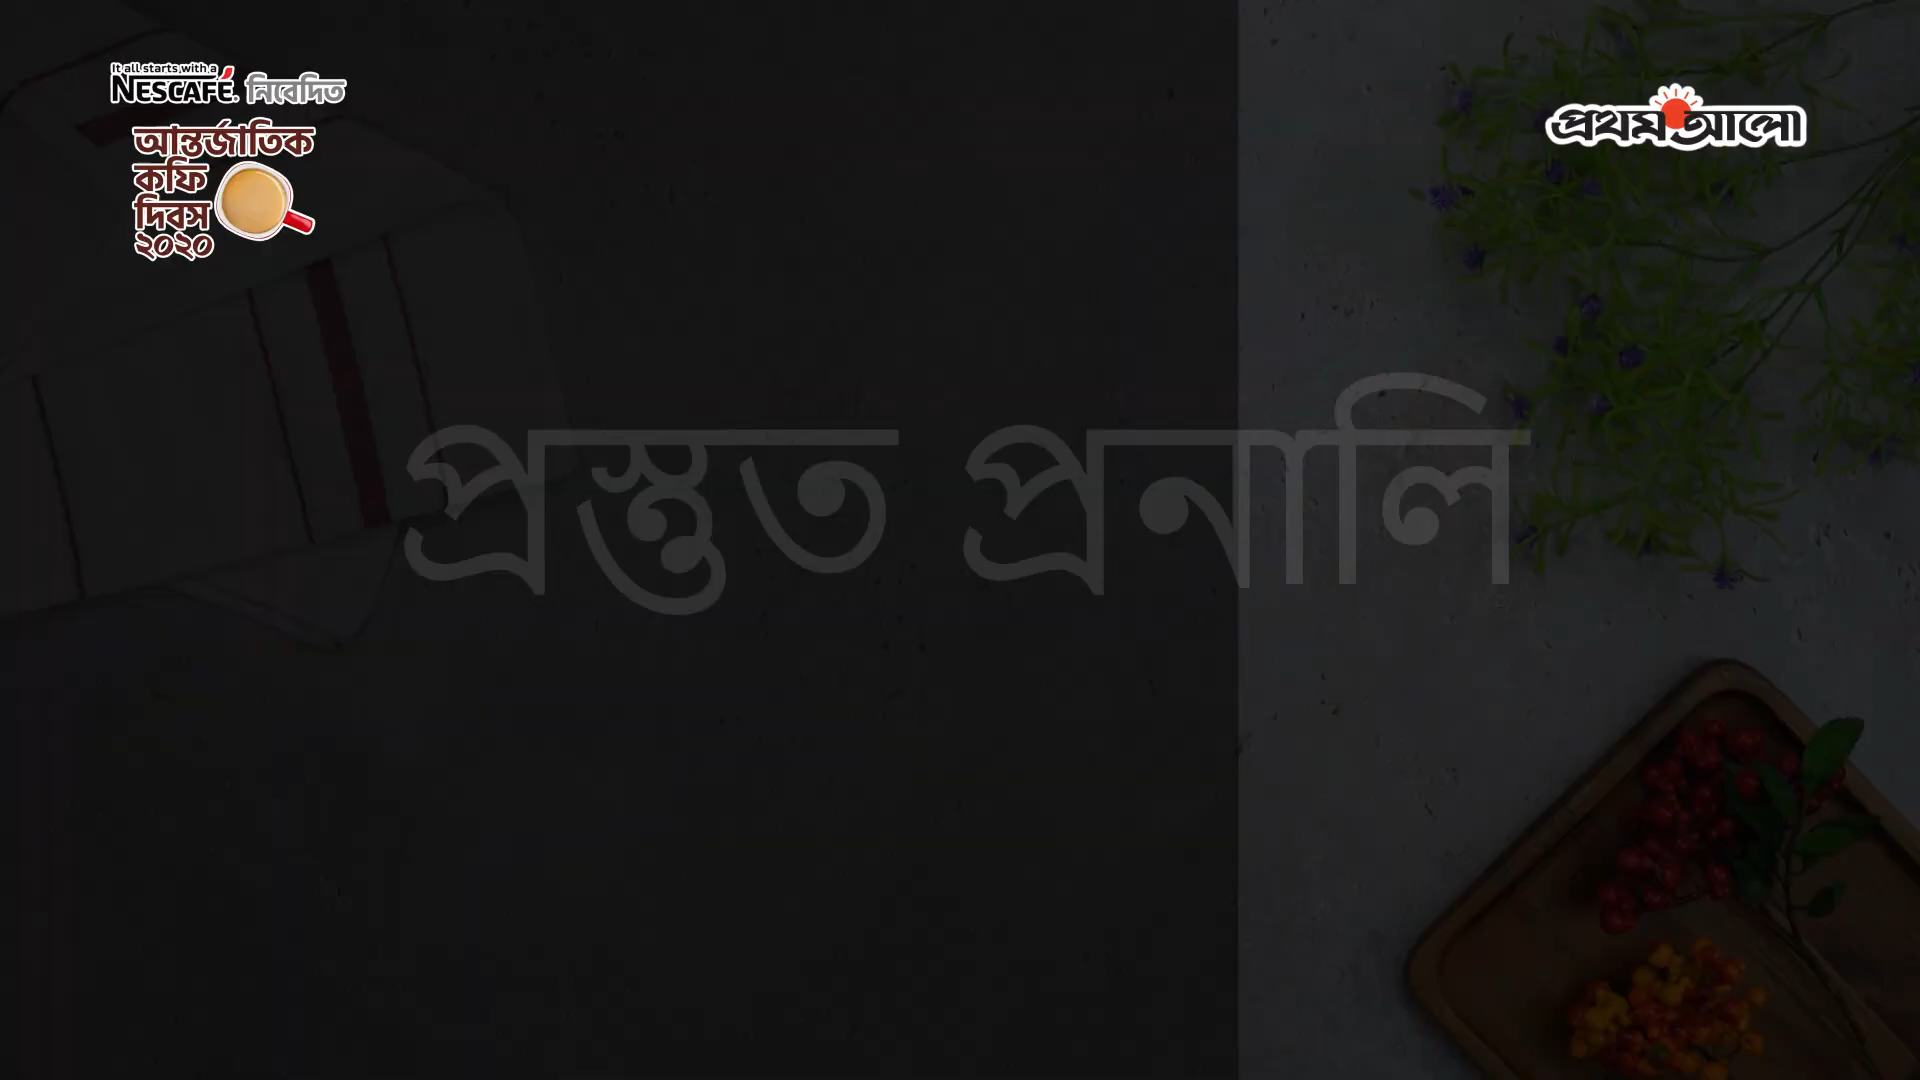 It all starts with a
NESCAFÉ. নিবেদিত
আন্তর্জাতিক
কফি
দিবস
২০২০
প্রথম আলো
প্রস্তুত প্রনালি